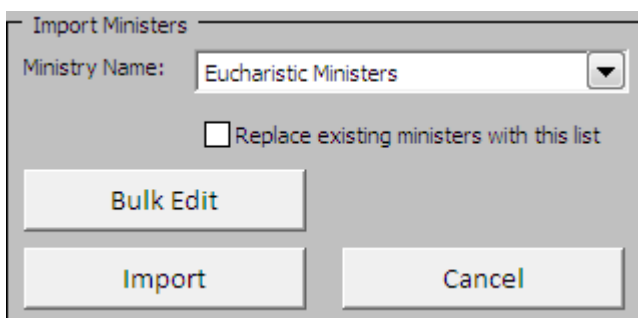 Import Ministers
Ministry Name: Eucharistic Ministers
Replace existing ministers with this list
Bulk Edit
Import Cancel